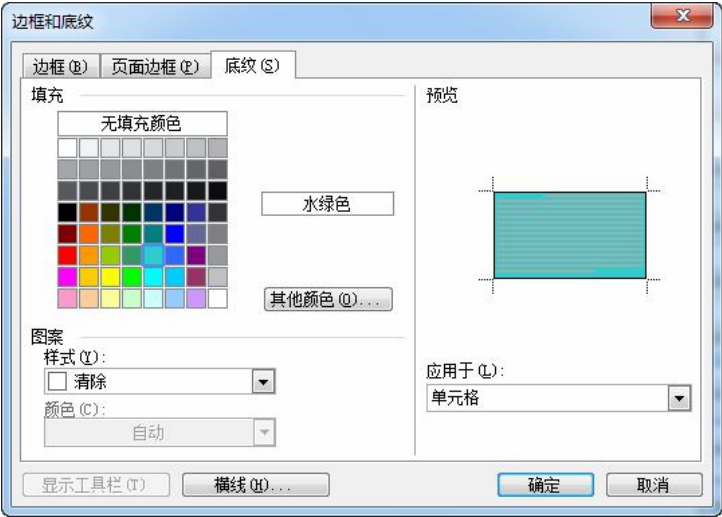 边框和底纹
边框(B) 页面边框(P) 底纹(S)
填充
预览
无填充颜色
水绿色
其他颜色(O)...
图案
样式(Y):
清除
颜色(C):
自动
应用于(L):
单元格
显示工具栏(T) 横线(H)... 确定 取消